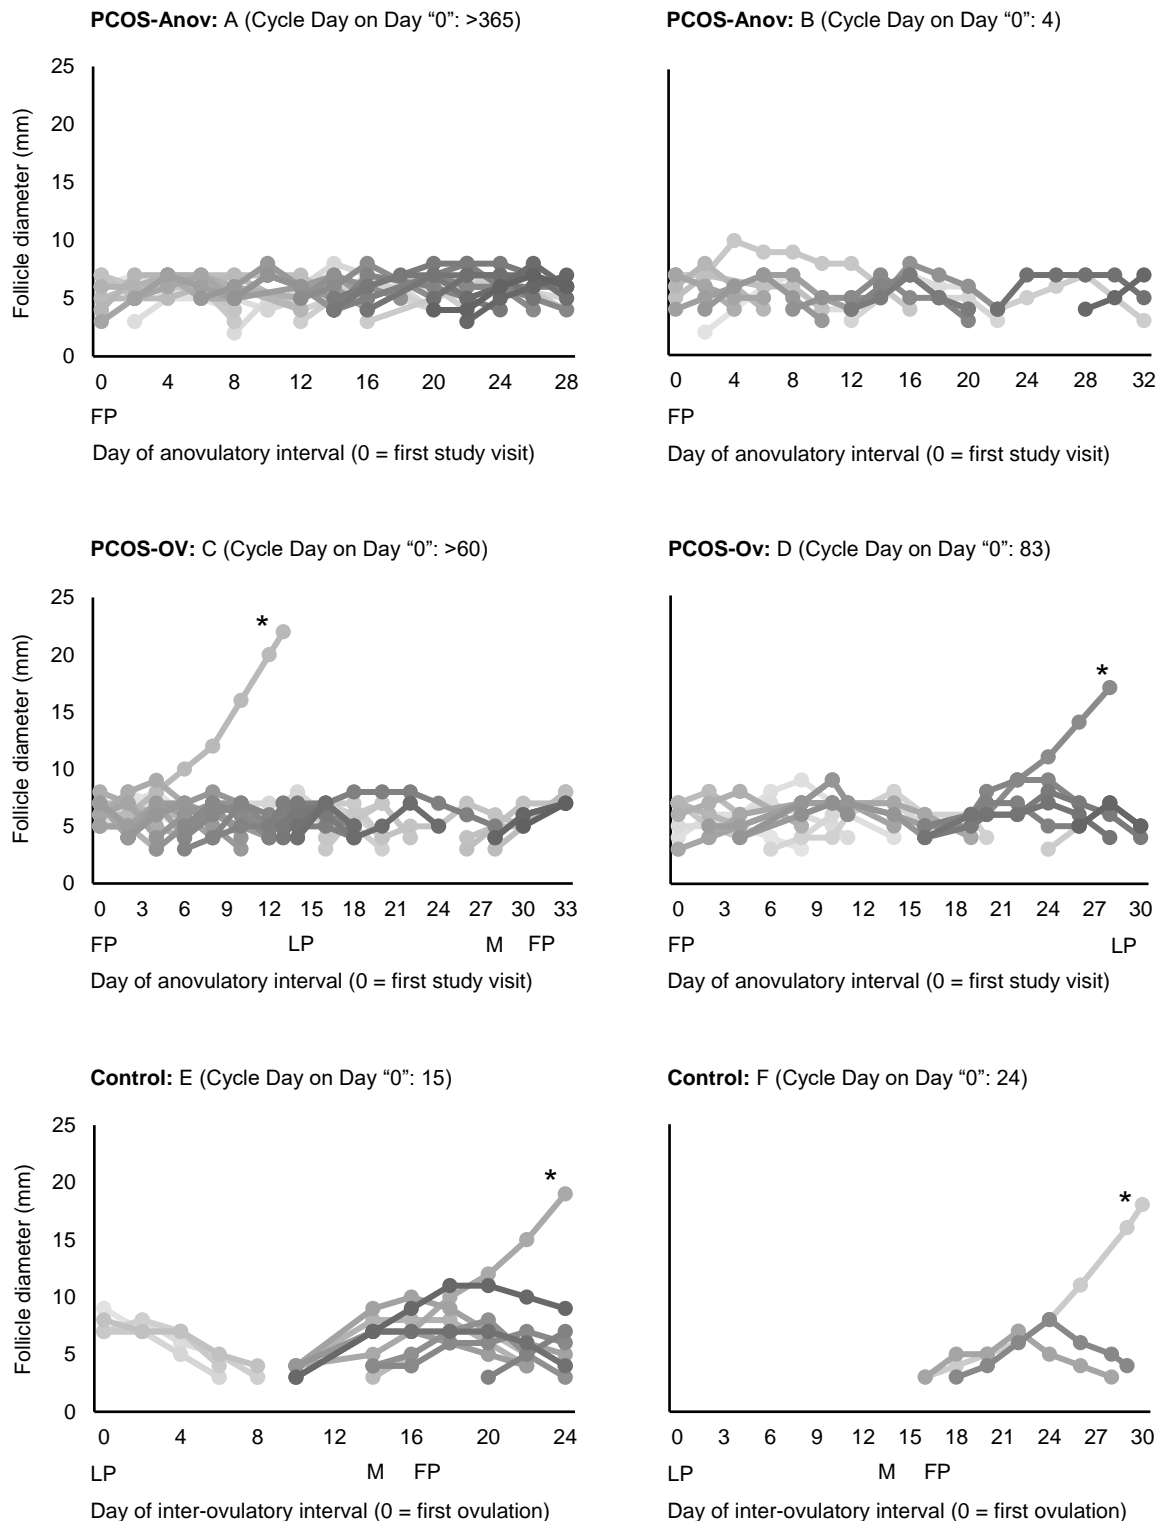 PCOS-Anov: A (Cycle Day on Day “0”: >365)
25
20
15
10
5
0
Follicle diameter (mm)
0 4 8 12 16 20 24 28
FP
Day of anovulatory interval (0 = first study visit)
PCOS-Anov: B (Cycle Day on Day “0”: 4)
0 4 8 12 16 20 24 28 32
FP
Day of anovulatory interval (0 = first study visit)
PCOS-OV: C (Cycle Day on Day “0”: >60)
25
20
15
10
5
0
Follicle diameter (mm)
*
0 3 6 9 12 15 18 21 24 27 30 33
FP LP M FP
Day of anovulatory interval (0 = first study visit)
PCOS-Ov: D (Cycle Day on Day “0”: 83)
*
0 3 6 9 12 15 18 21 24 27 30
FP LP
Day of anovulatory interval (0 = first study visit)
Control: E (Cycle Day on Day “0”: 15)
25
20
15
10
5
0
Follicle diameter (mm)
*
0 4 8 12 16 20 24
LP M FP
Day of inter-ovulatory interval (0 = first ovulation)
Control: F (Cycle Day on Day “0”: 24)
*
0 3 6 9 12 15 18 21 24 27 30
LP M FP
Day of inter-ovulatory interval (0 = first ovulation)